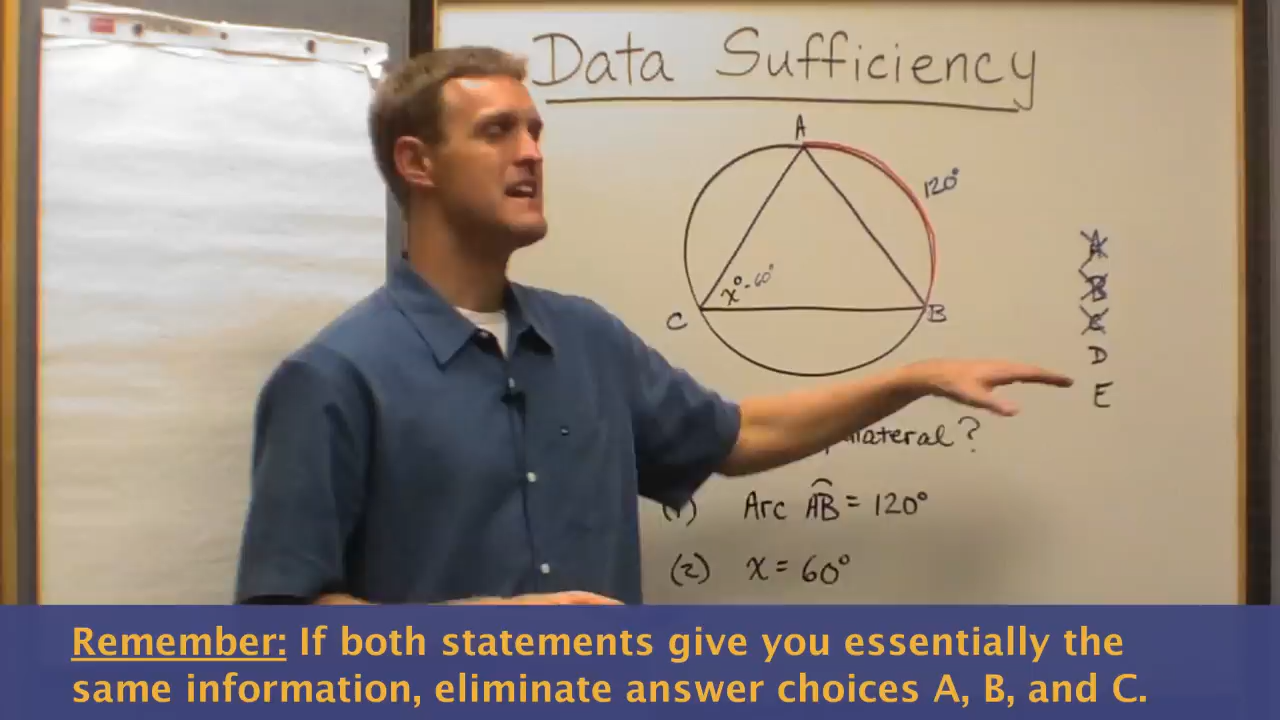 Data Sufficiency
A
120°
x° - 60°
C
B
A
B
C
D
E
?
(1) Arc AB = 120°
(2) x = 60°
Remember: If both statements give you essentially the
same information, eliminate answer choices A, B, and C.